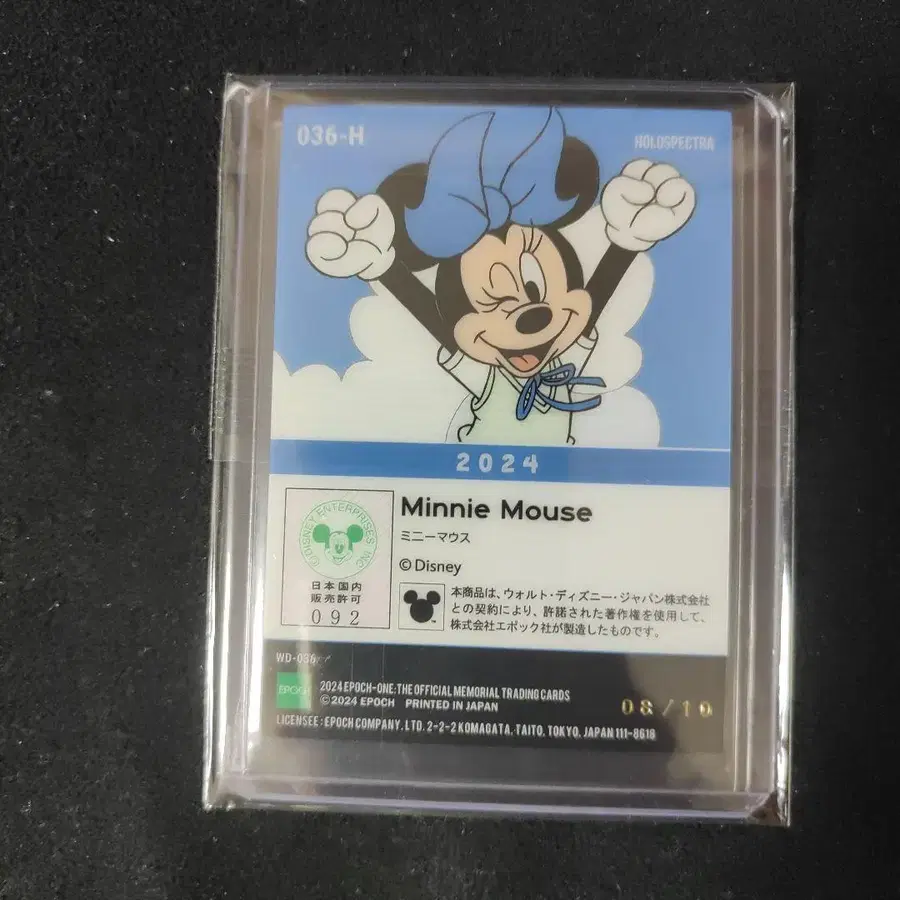 036-H
HOLOSPECTRA
2024
Minnie Mouse
ミニーマウス
©Disney
©DISNEY ENTERPRISES INC
日本国内
販売許可
092
本商品は、ウォルト・ディズニー・ジャパン株式会社
との契約により、許諾された著作権を使用して、
株式会社エポック社が製造したものです。
WD-036
EPOCH
2024 EPOCH-ONE: THE OFFICIAL MEMORIAL TRADING CARDS
©2024 EPOCH PRINTED IN JAPAN
08/10
LICENSEE : EPOCH COMPANY, LTD. 2-2-2 KOMAGATA, TAITO, TOKYO, JAPAN 111-8618